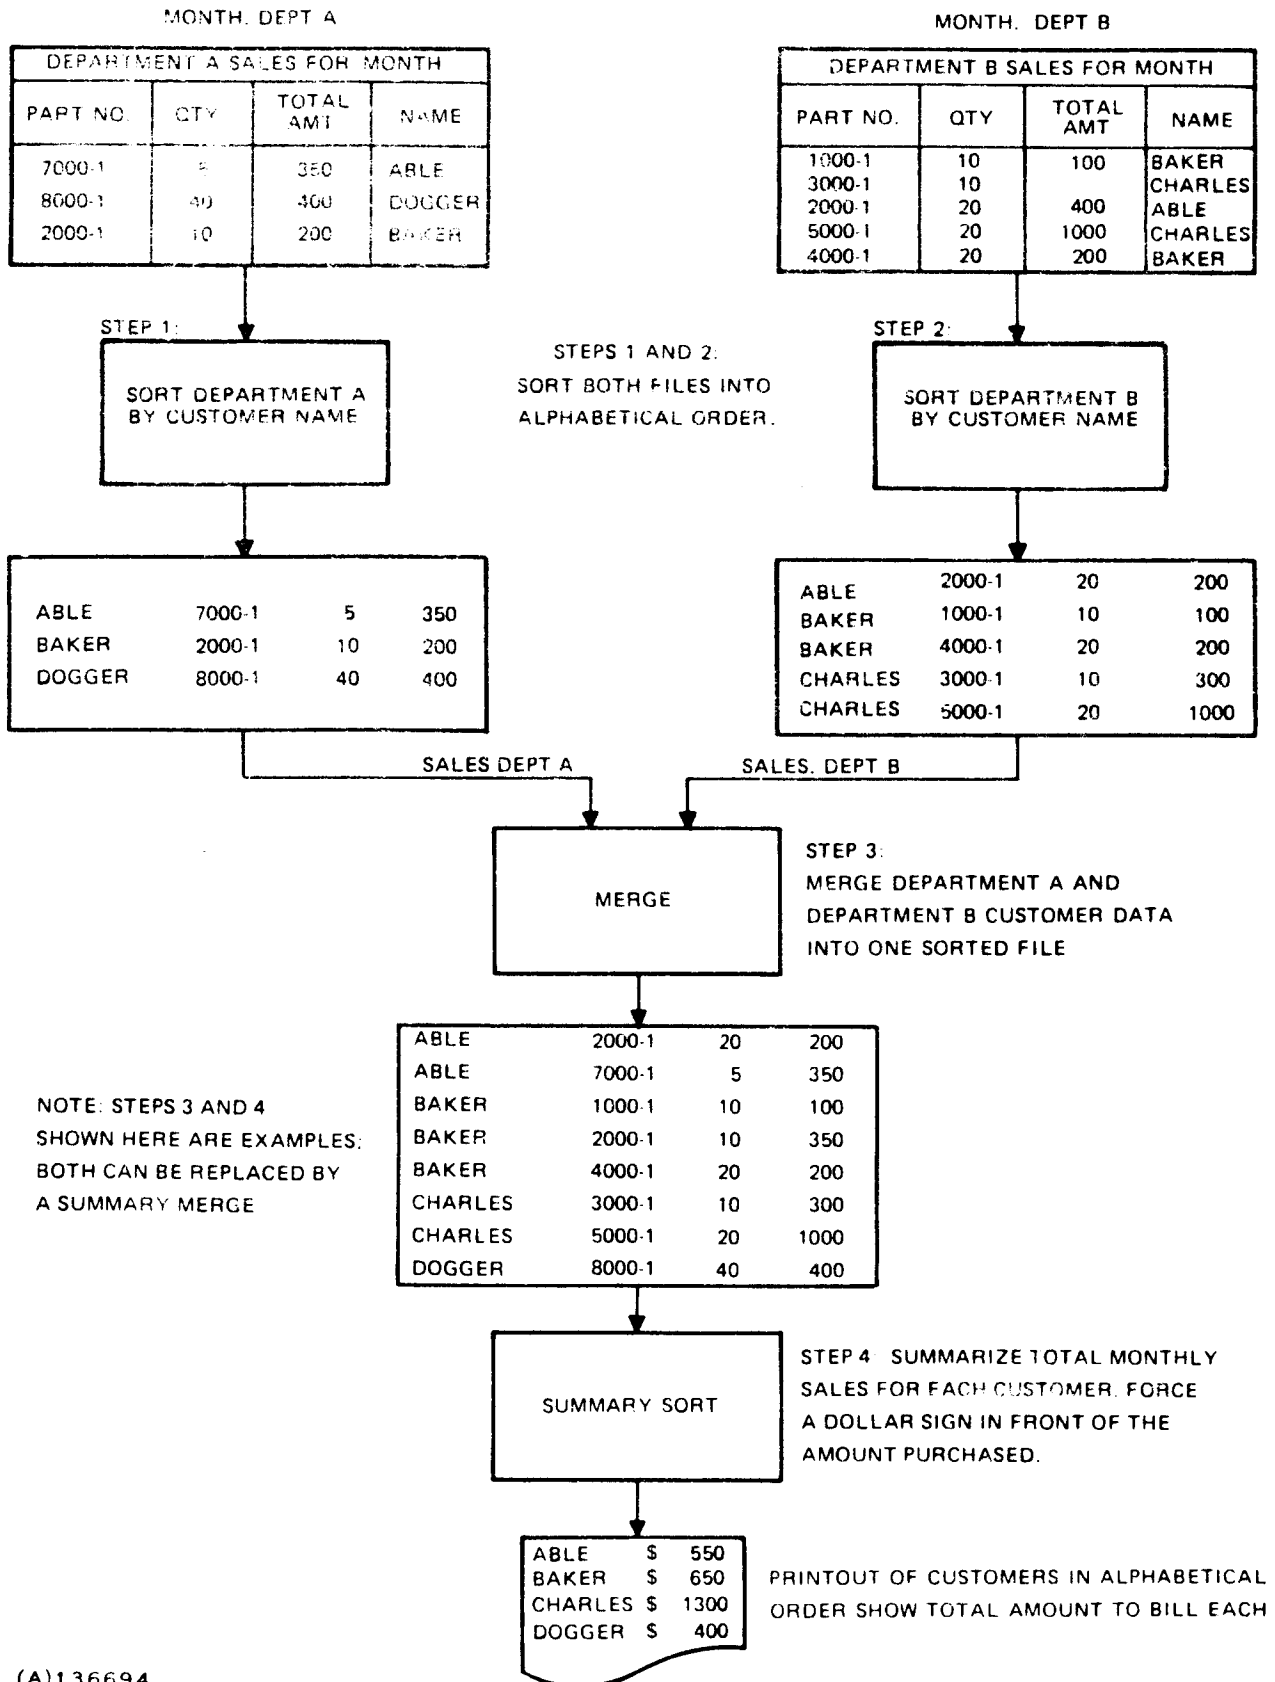 MONTH. DEPT A
DEPARTMENT A SALES FOR MONTH
PART NO. QTY TOTAL AMT NAME
7000-1 5 350 ABLE
8000-1 40 400 DOGGER
2000-1 10 200 BAKER
MONTH. DEPT B
DEPARTMENT B SALES FOR MONTH
PART NO. QTY TOTAL AMT NAME
1000-1 10 100 BAKER
3000-1 10 CHARLES
2000-1 20 400 ABLE
5000-1 20 1000 CHARLES
4000-1 20 200 BAKER
STEP 1:
SORT DEPARTMENT A
BY CUSTOMER NAME
STEPS 1 AND 2:
SORT BOTH FILES INTO
ALPHABETICAL ORDER.
STEP 2:
SORT DEPARTMENT B
BY CUSTOMER NAME
ABLE 7000-1 5 350
BAKER 2000-1 10 200
DOGGER 8000-1 40 400
ABLE 2000-1 20 200
BAKER 1000-1 10 100
BAKER 4000-1 20 200
CHARLES 3000-1 10 300
CHARLES 5000-1 20 1000
SALES DEPT A
SALES. DEPT B
MERGE
STEP 3:
MERGE DEPARTMENT A AND
DEPARTMENT B CUSTOMER DATA
INTO ONE SORTED FILE
NOTE: STEPS 3 AND 4
SHOWN HERE ARE EXAMPLES:
BOTH CAN BE REPLACED BY
A SUMMARY MERGE
ABLE 2000-1 20 200
ABLE 7000-1 5 350
BAKER 1000-1 10 100
BAKER 2000-1 10 350
BAKER 4000-1 20 200
CHARLES 3000-1 10 300
CHARLES 5000-1 20 1000
DOGGER 8000-1 40 400
SUMMARY SORT
STEP 4: SUMMARIZE TOTAL MONTHLY
SALES FOR EACH CUSTOMER. FORCE
A DOLLAR SIGN IN FRONT OF THE
AMOUNT PURCHASED.
ABLE $ 550
BAKER $ 650
CHARLES $ 1300
DOGGER $ 400
PRINTOUT OF CUSTOMERS IN ALPHABETICAL
ORDER SHOW TOTAL AMOUNT TO BILL EACH
(A)136694